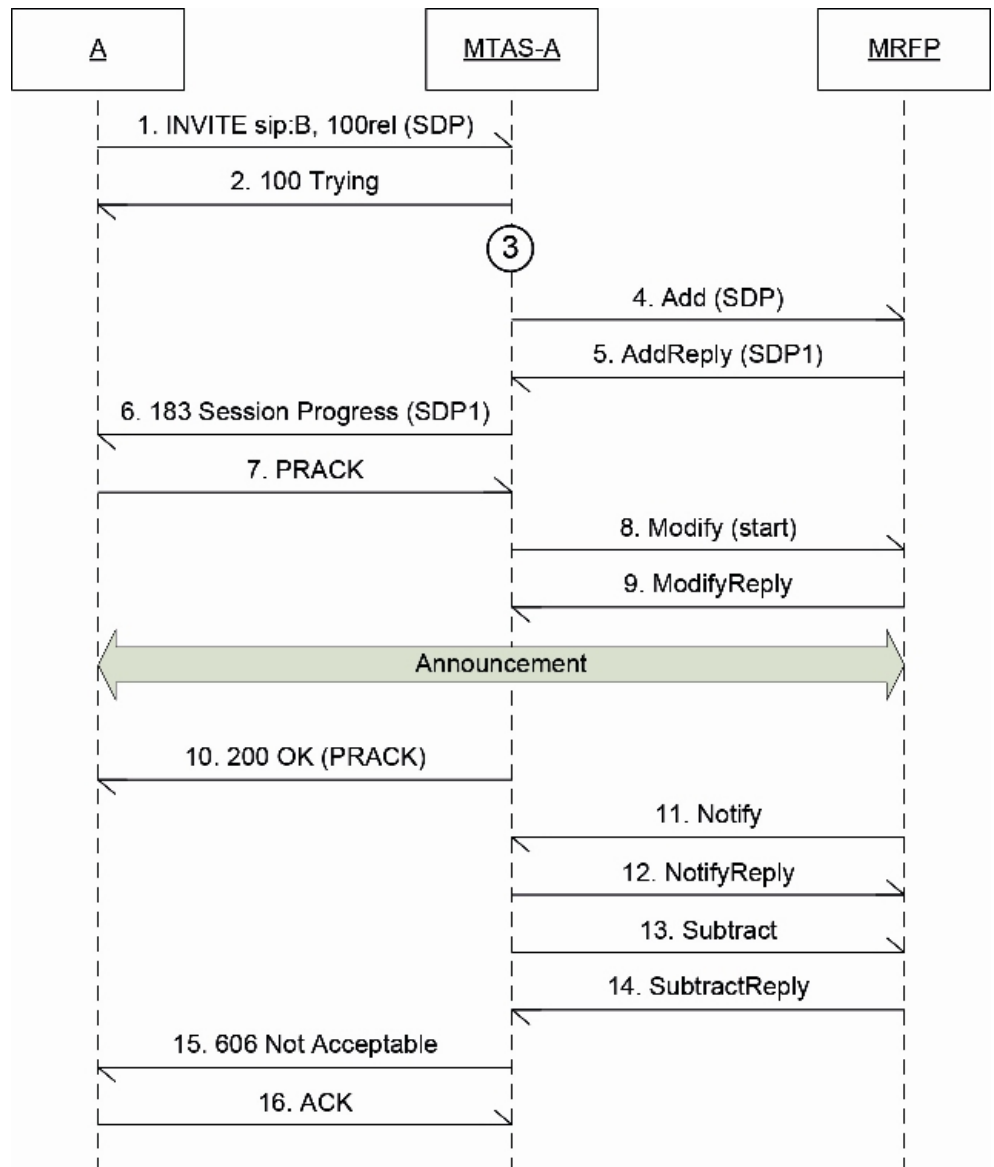 A
MTAS-A
MRFP
1. INVITE sip:B, 100rel (SDP)
2. 100 Trying
3
4. Add (SDP)
5. AddReply (SDP1)
6. 183 Session Progress (SDP1)
7. PRACK
8. Modify (start)
9. ModifyReply
Announcement
10. 200 OK (PRACK)
11. Notify
12. NotifyReply
13. Subtract
14. SubtractReply
15. 606 Not Acceptable
16. ACK